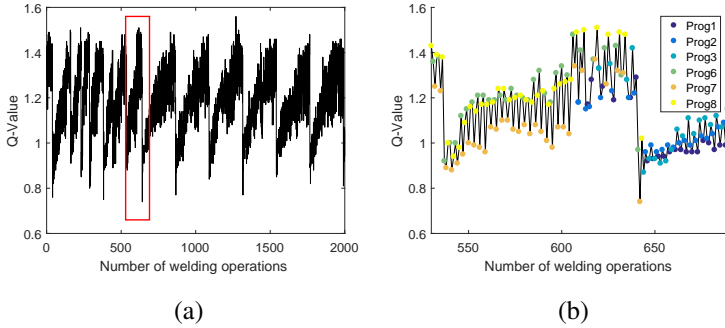 Q-Value
1.6
1.4
1.2
1
0.8
0.6
0
500
1000
1500
2000
Number of welding operations
(a)
Q-Value
1.6
1.4
1.2
1
0.8
0.6
550
600
650
Number of welding operations
Prog1
Prog2
Prog3
Prog6
Prog7
Prog8
(b)